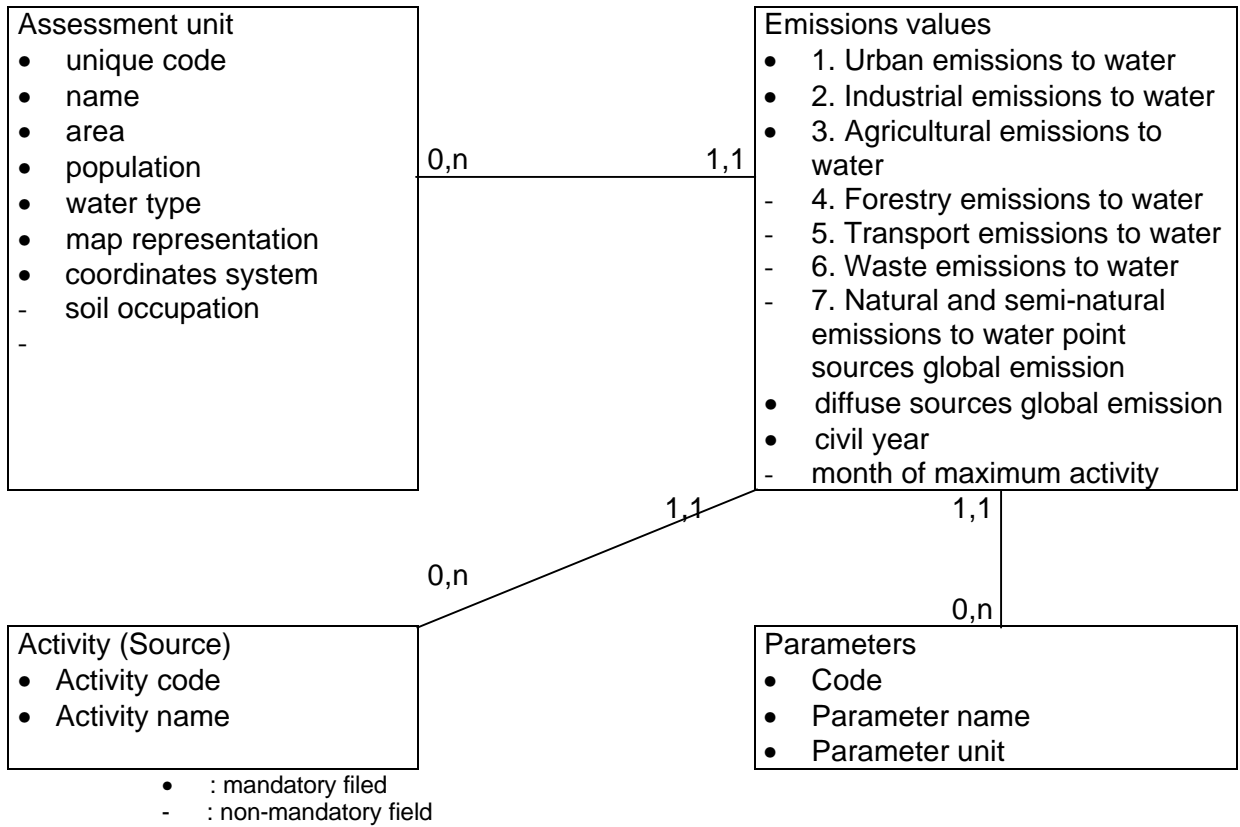 Assessment unit
• unique code
• name
• area
• population
• water type
• map representation
• coordinates system
- soil occupation
-
0,n
1,1
Emissions values
• 1. Urban emissions to water
• 2. Industrial emissions to water
• 3. Agricultural emissions to
water
- 4. Forestry emissions to water
- 5. Transport emissions to water
- 6. Waste emissions to water
- 7. Natural and semi-natural
emissions to water point
sources global emission
• diffuse sources global emission
• civil year
- month of maximum activity
1,1
1,1
0,n
0,n
Activity (Source)
• Activity code
• Activity name
Parameters
• Code
• Parameter name
• Parameter unit
• : mandatory filed
- : non-mandatory field